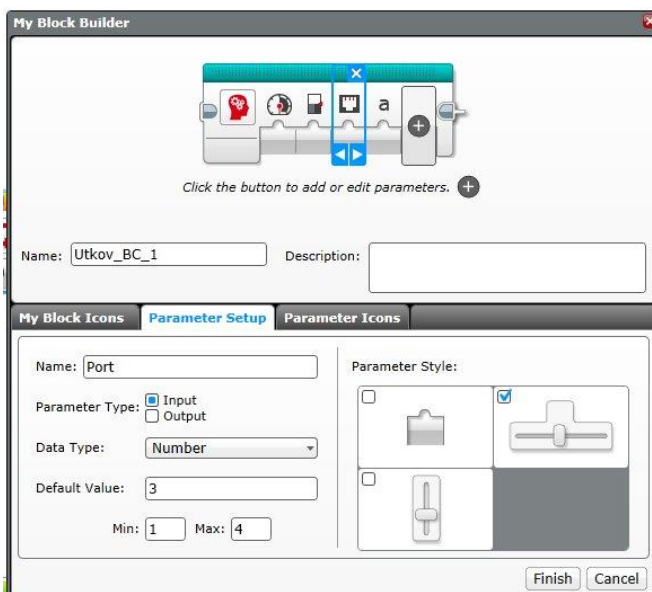 My Block Builder
a
Click the button to add or edit parameters.
Name: Utkov_BC_1 Description:
My Block Icons Parameter Setup Parameter Icons
Name: Port
Parameter Style:
Parameter Type: Input
Output
Data Type: Number
Default Value: 3
Min: 1 Max: 4
Finish Cancel